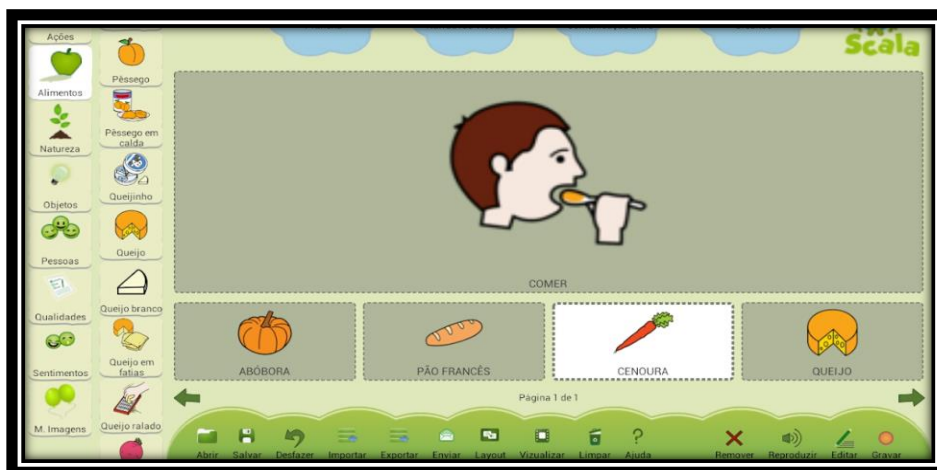 Ações
Alimentos
Natureza
Objetos
Pessoas
Qualidades
Sentimentos
M. Imagens
Pêssego
Pêssego em
calda
Queijinho
Queijo
Queijo branco
Queijo em
fatias
Queijo ralado
Scala
COMER
ABÓBORA
PÃO FRANCÊS
CENOURA
QUEIJO
Página 1 de 1
Abrir Salvar Desfazer Importar Exportar Enviar Layout Vizualizar Limpar Ajuda Remover Reproduzir Editar Gravar